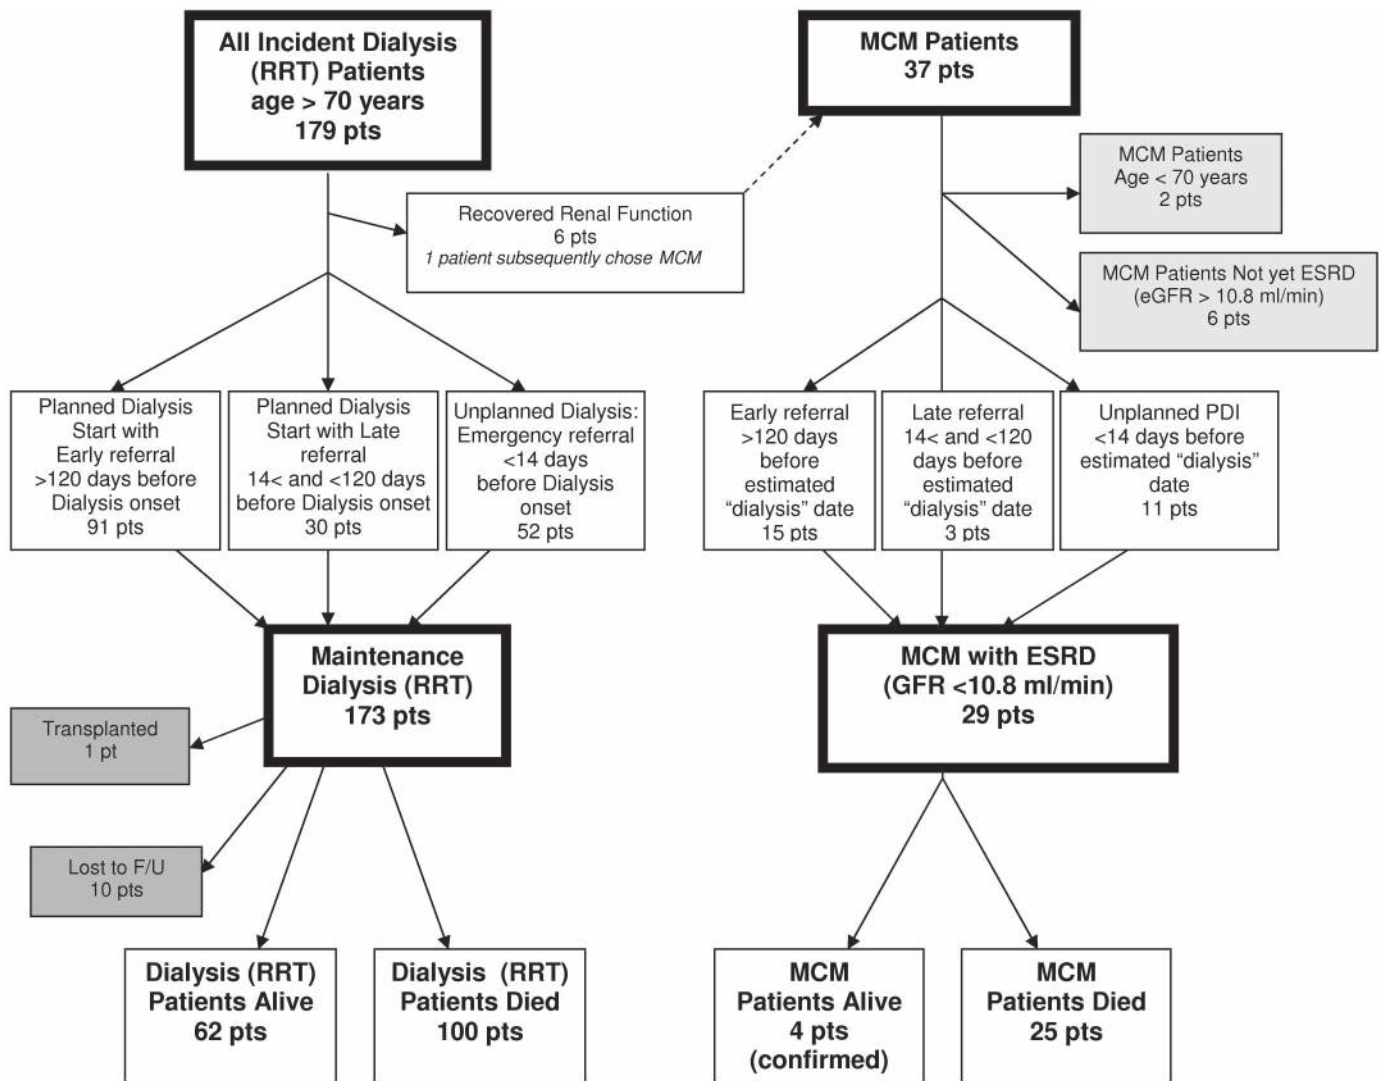 All Incident Dialysis
(RRT) Patients
age > 70 years
179 pts
MCM Patients
37 pts
MCM Patients
Age < 70 years
2 pts
Recovered Renal Function
6 pts
1 patient subsequently chose MCM
MCM Patients Not yet ESRD
(eGFR > 10.8 ml/min)
6 pts
Planned Dialysis
Start with
Early referral
>120 days before
Dialysis onset
91 pts
Planned Dialysis
Start with Late
referral
14< and <120 days
before Dialysis onset
30 pts
Unplanned Dialysis:
Emergency referral
<14 days
before Dialysis
onset
52 pts
Early referral
>120 days
before
estimated
“dialysis” date
15 pts
Late referral
14< and <120
days before
estimated
“dialysis” date
3 pts
Unplanned PDI
<14 days before
estimated “dialysis”
date
11 pts
Maintenance
Dialysis (RRT)
173 pts
MCM with ESRD
(GFR <10.8 ml/min)
29 pts
Transplanted
1 pt
Lost to F/U
10 pts
Dialysis (RRT)
Patients Alive
62 pts
Dialysis (RRT)
Patients Died
100 pts
MCM
Patients Alive
4 pts
(confirmed)
MCM
Patients Died
25 pts